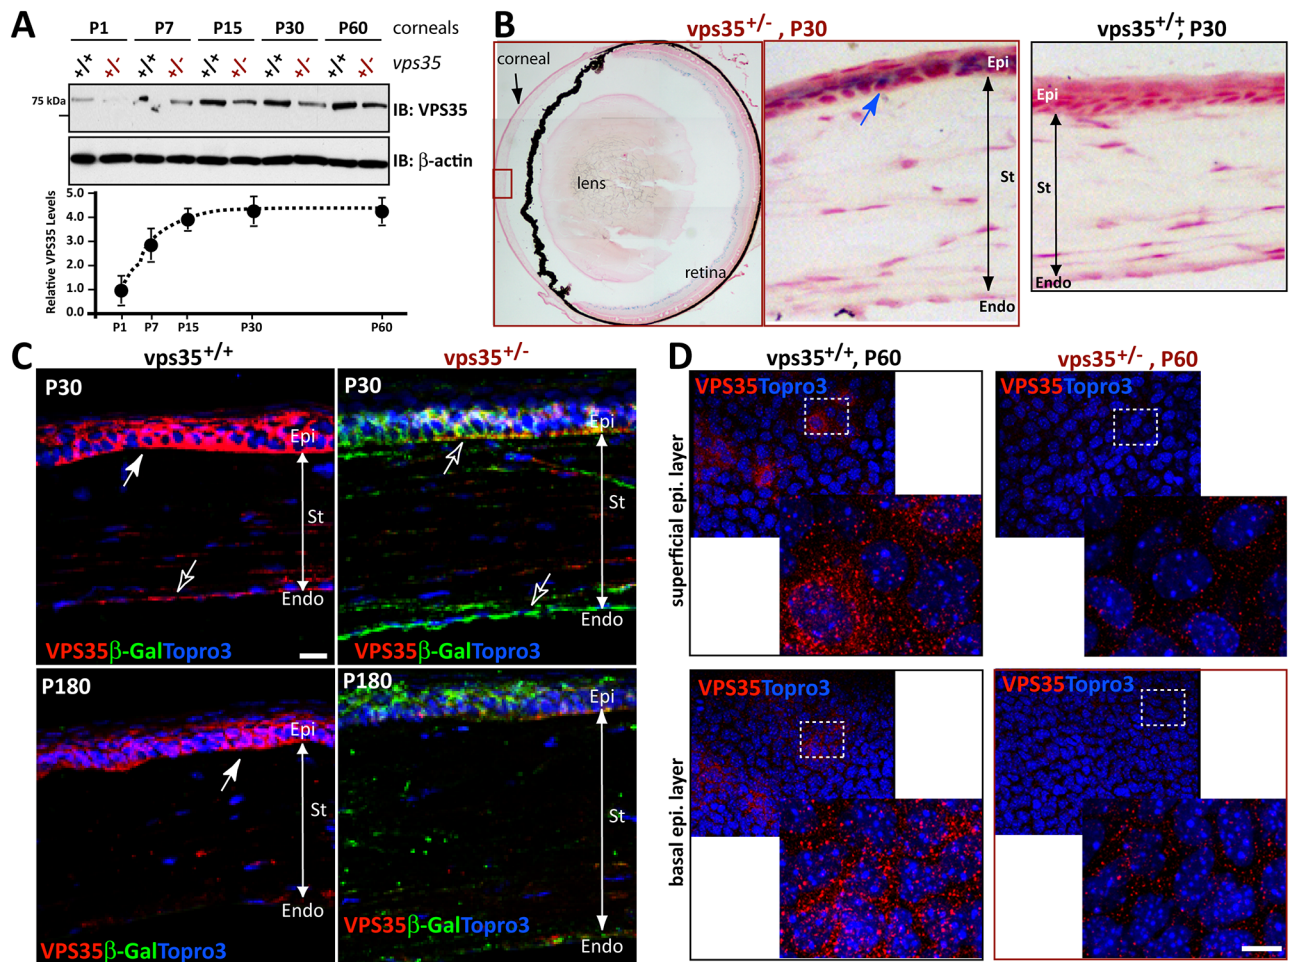 A
P1 P7 P15 P30 P60 corneals
+/+ +/- +/+ +/- +/+ +/- +/+ +/- +/+ +/- vps35
75 kDa
IB: VPS35
IB: β-actin
Relative VPS35 Levels
5.0
4.0
3.0
2.0
1.0
0.0
P1 P7 P15 P30 P60
B
vps35+/- , P30
vps35+/+, P30
corneal
lens
retina
Epi
St
Endo
Epi
St
Endo
C
vps35+/+
vps35+/-
P30
Epi
St
Endo
VPS35β-GalTopro3
P30
Epi
St
Endo
VPS35β-GalTopro3
P180
Epi
St
Endo
VPS35β-GalTopro3
P180
Epi
St
VPS35β-GalTopro3
Endo
D
vps35+/+, P60
vps35+/- , P60
superficial epi. layer
VPS35Topro3
VPS35Topro3
basal epi. layer
VPS35Topro3
VPS35Topro3